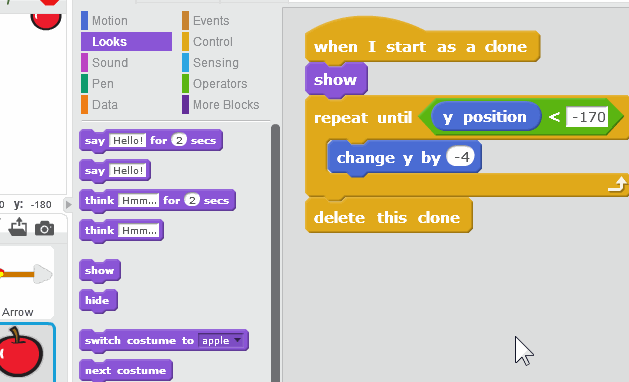 Motion
Looks
Sound
Pen
Data
Events
Control
Sensing
Operators
More Blocks
say Hello! for 2 secs
say Hello!
think Hmm... for 2 secs
think Hmm...
show
hide
switch costume to apple
next costume
y: -180
Arrow
when I start as a clone
show
repeat until y position < -170
change y by -4
delete this clone